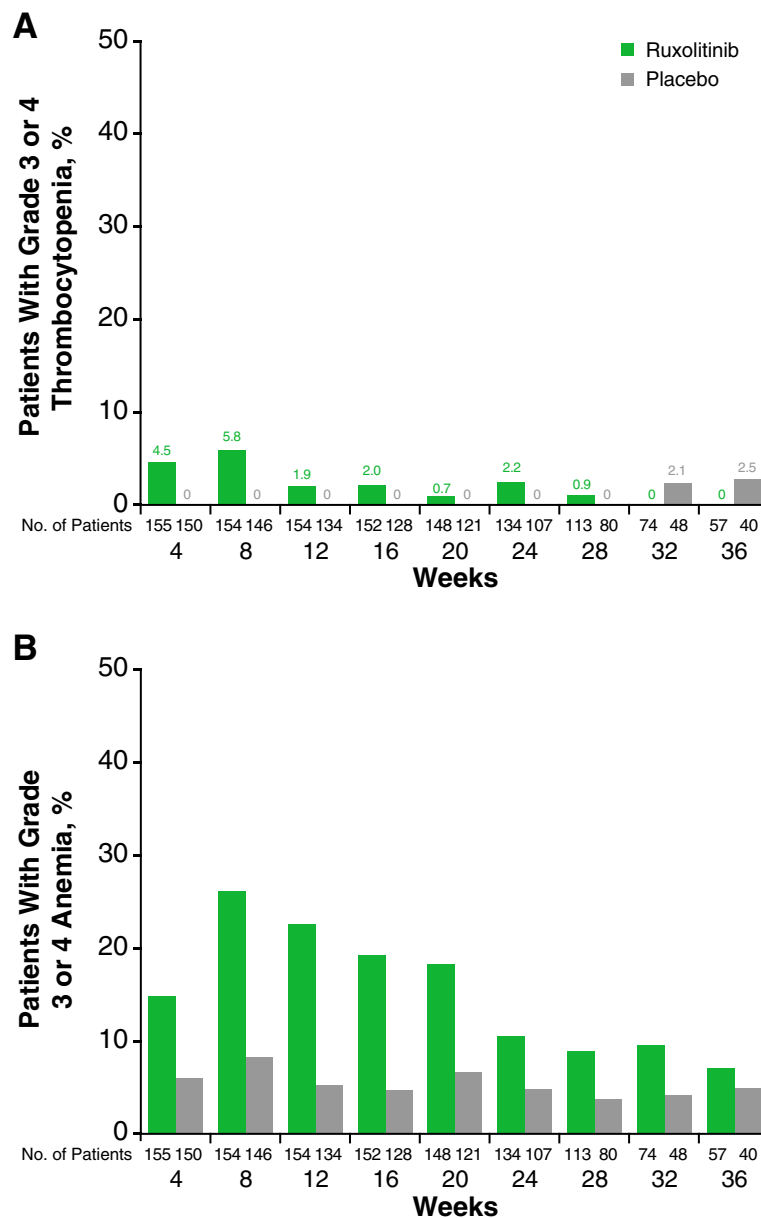 A
50
40
30
20
10
0
Patients With Grade 3 or 4
Thrombocytopenia, %
Ruxolitinib
Placebo
4.5 0 5.8 0 1.9 0 2.0 0 0.7 0 2.2 0 0.9 0 0 2.1 0 2.5
No. of Patients 155 150 154 146 154 134 152 128 148 121 134 107 113 80 74 48 57 40
4 8 12 16 20 24 28 32 36
Weeks
B
50
40
30
20
10
0
Patients With Grade
3 or 4 Anemia, %
No. of Patients 155 150 154 146 154 134 152 128 148 121 134 107 113 80 74 48 57 40
4 8 12 16 20 24 28 32 36
Weeks